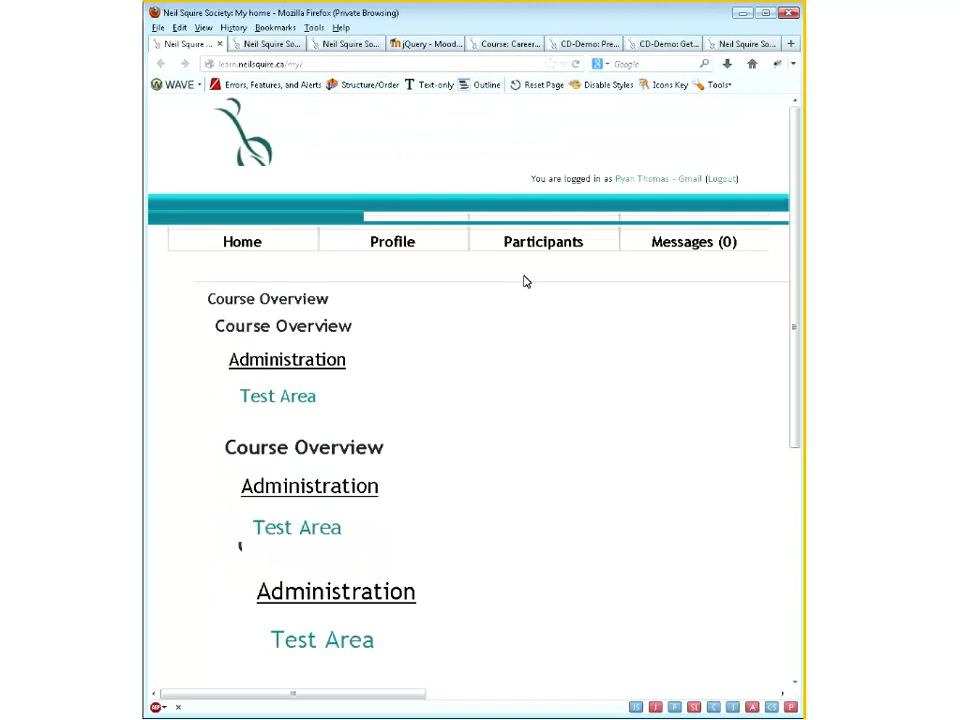 Neil Squire Society: My home - Mozilla Firefox (Private Browsing)
File Edit View History Bookmarks Tools Help
Neil Squire ... × Neil Squire So... Neil Squire So... jQuery - Mood... Course: Career... CD-Demo: Pre... CD-Demo: Get... Neil Squire So... +
learn.neilsquire.ca/my/ Google
WAVE Errors, Features, and Alerts Structure/Order Text-only Outline Reset Page Disable Styles Icons Key Tools
You are logged in as Ryan Thomas - Gmail (Logout)
Home Profile Participants Messages (0)
Course Overview
Course Overview
Administration
Test Area
Course Overview
Administration
Test Area
Administration
Test Area